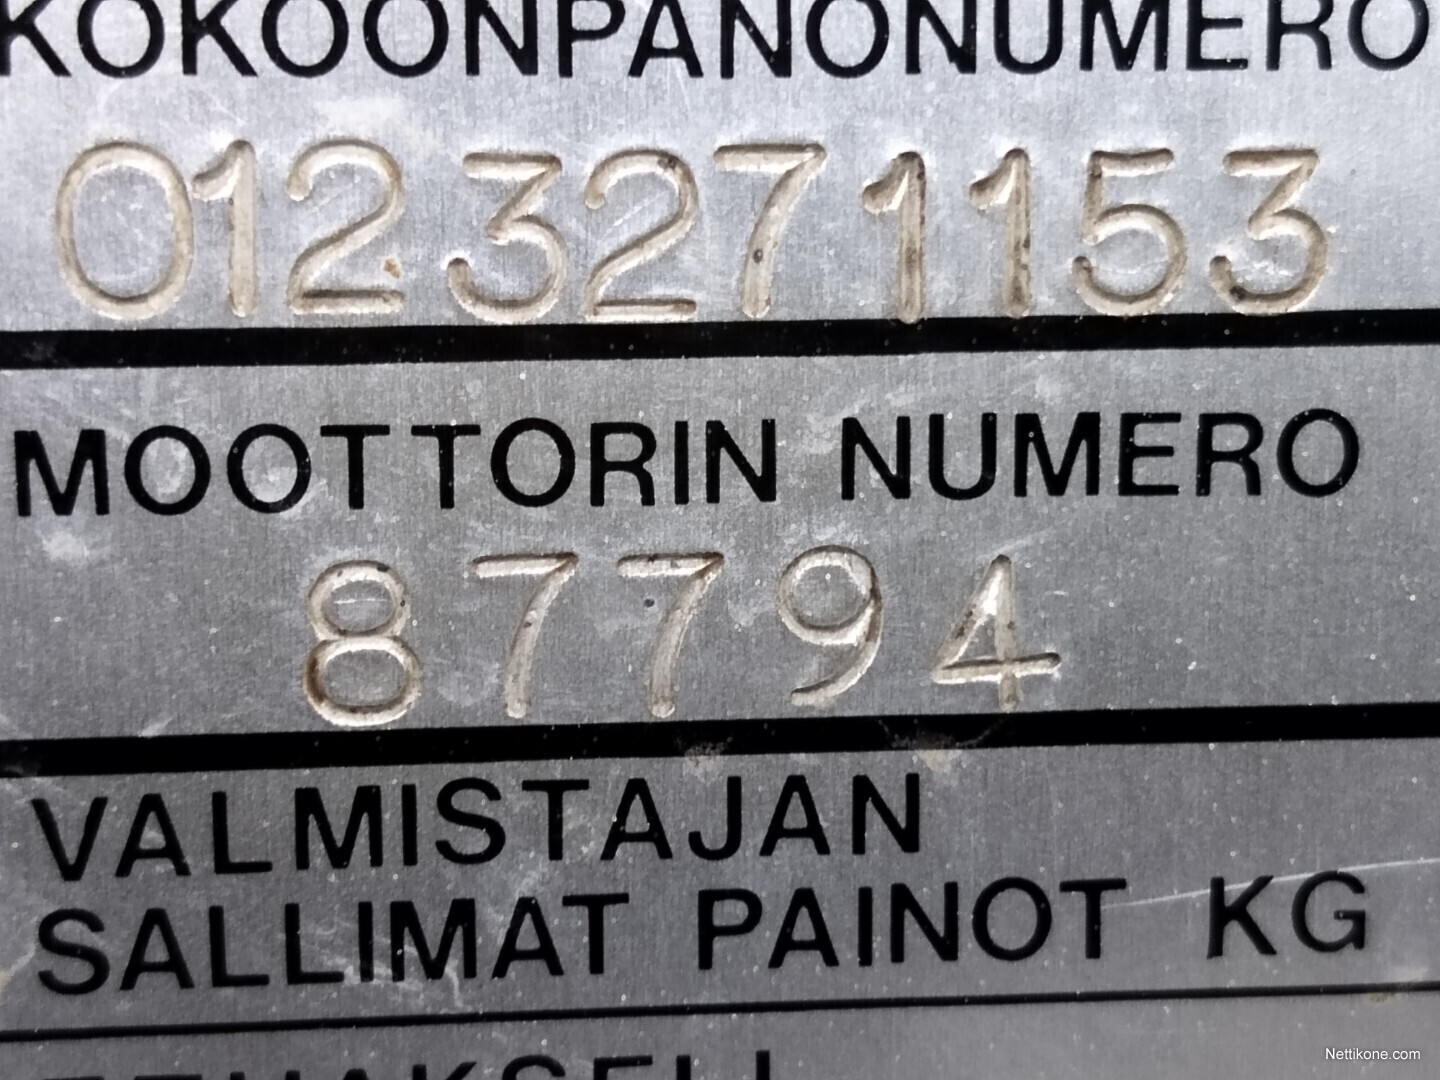 KOKOONPANONUMERO
0123271153
MOOTTORIN NUMERO
87794
VALMISTAJAN
SALLIMAT PAINOT KG
Nettikone.com